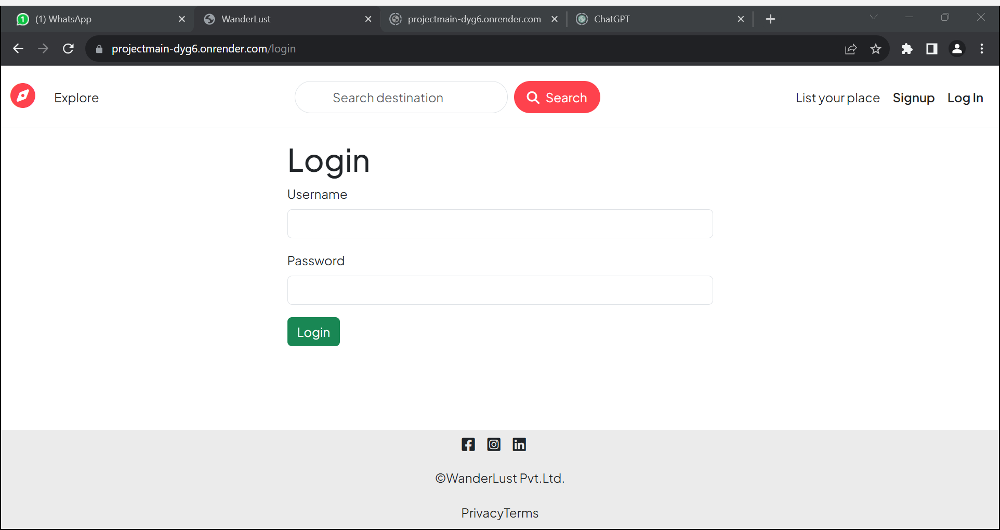 (1) WhatsApp
WanderLust
projectmain-dyg6.onrender.com
ChatGPT
projectmain-dyg6.onrender.com/login
Explore
Search destination
Search
List your place
Signup
Log In
Login
Username
Password
Login
©WanderLust Pvt.Ltd.
PrivacyTerms